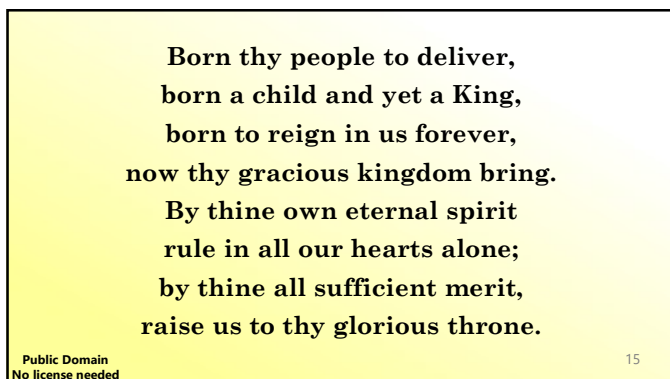 Born thy people to deliver,
born a child and yet a King,
born to reign in us forever,
now thy gracious kingdom bring.
By thine own eternal spirit
rule in all our hearts alone;
by thine all sufficient merit,
raise us to thy glorious throne.
Public Domain
No license needed
15